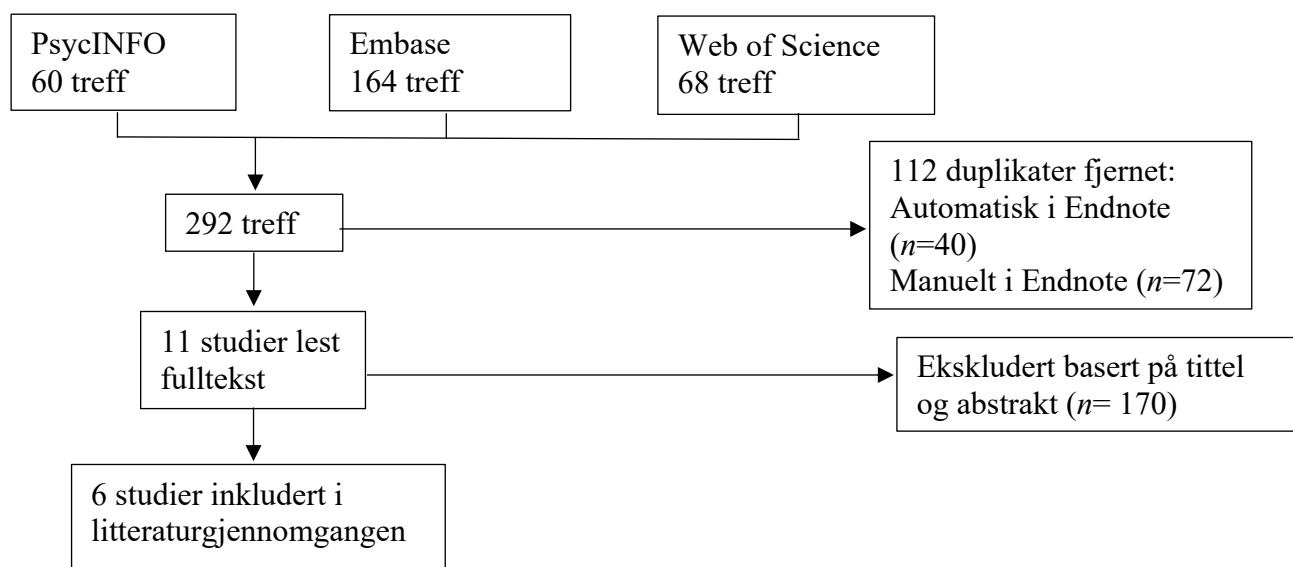 PsycINFO
60 treff
Embase
164 treff
Web of Science
68 treff
112 duplikater fjernet:
Automatisk i Endnote
(n=40)
Manuelt i Endnote (n=72)
292 treff
11 studier lest
fulltekst
Ekskludert basert på tittel
og abstrakt (n= 170)
6 studier inkludert i
litteraturgjennomgangen